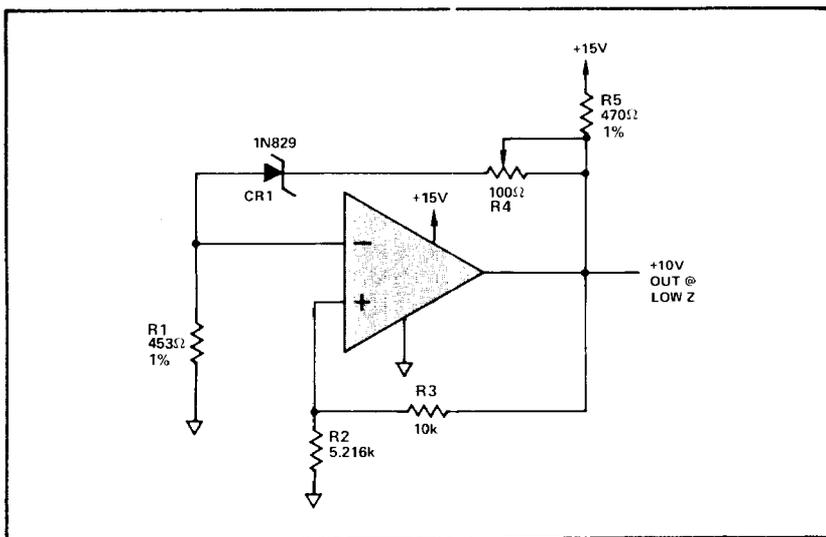 +15V
R5
470Ω
1%
1N829
CR1
100Ω
R4
+15V
−
+
+10V
OUT @
LOW Z
R1
453Ω
1%
R3
10k
R2
5.216k